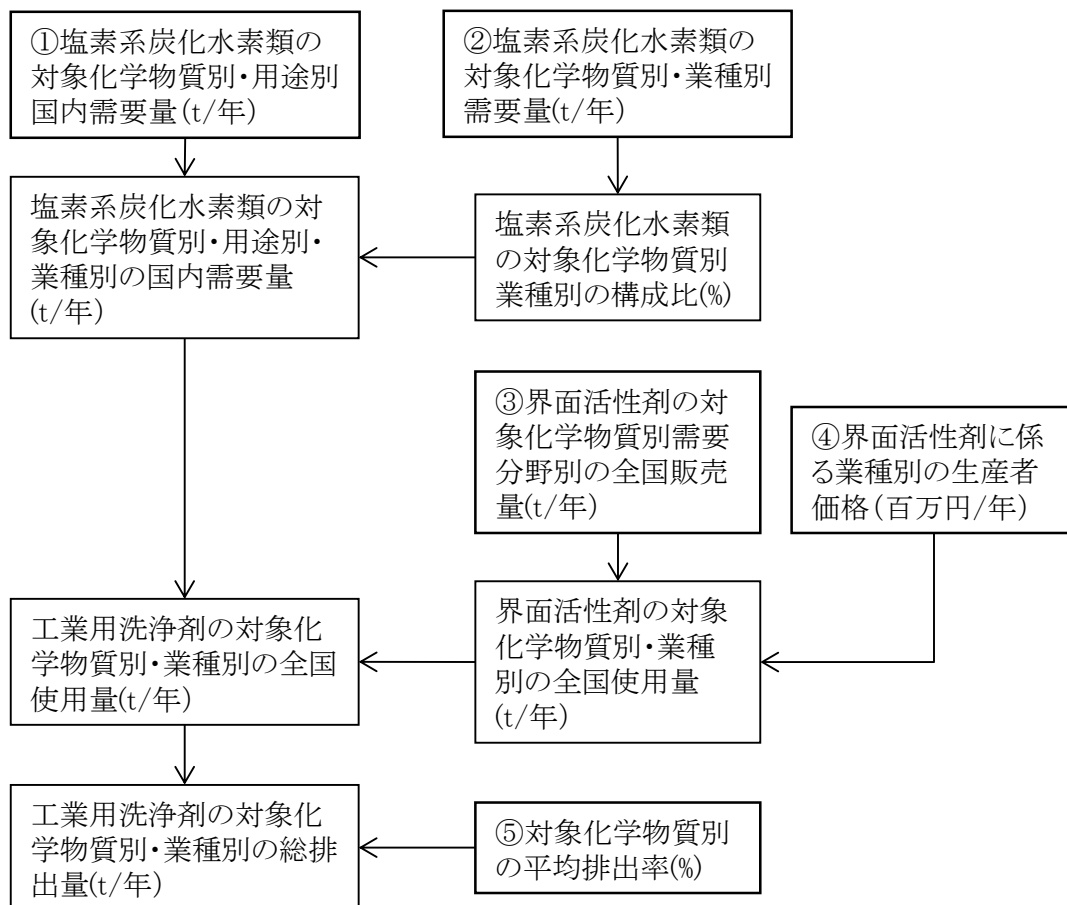 ①塩素系炭化水素類の
対象化学物質別・用途別
国内需要量(t/年)
②塩素系炭化水素類の
対象化学物質別・業種別
需要量(t/年)
塩素系炭化水素類の対
象化学物質別・用途別・
業種別の国内需要量
(t/年)
塩素系炭化水素類
の対象化学物質別
業種別の構成比(%)
③界面活性剤の対
象化学物質別需要
分野別の全国販売
量(t/年)
④界面活性剤に係
る業種別の生産者
価格(百万円/年)
工業用洗浄剤の対象化
学物質別・業種別の全国
使用量(t/年)
界面活性剤の対象
化学物質別・業種
別の全国使用量
(t/年)
工業用洗浄剤の対象化
学物質別・業種別の総排
出量(t/年)
⑤対象化学物質別
の平均排出率(%)